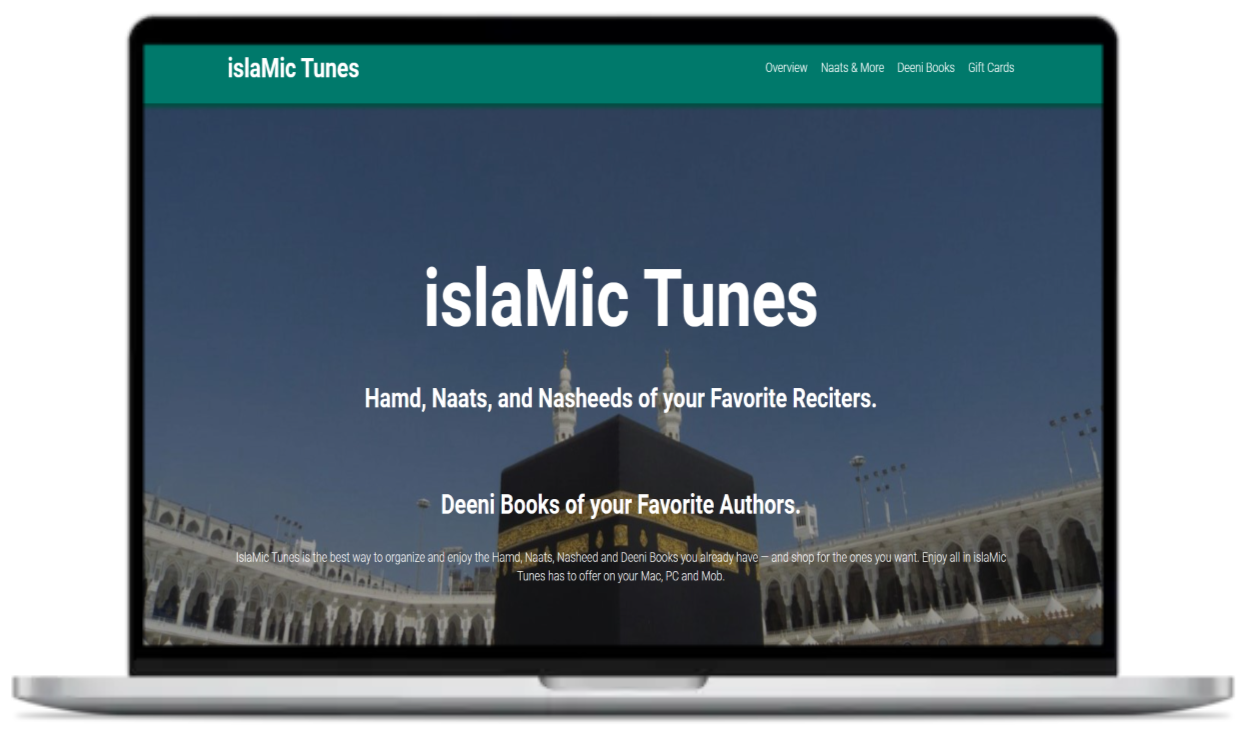 islaMic Tunes
Overview Naats & More Deeni Books Gift Cards
islaMic Tunes
Hamd, Naats, and Nasheeds of your Favorite Reciters.
Deeni Books of your Favorite Authors.
IslaMic Tunes is the best way to organize and enjoy the Hamd, Naats, Nasheed and Deeni Books you already have — and shop for the ones you want. Enjoy all in islaMic
Tunes has to offer on your Mac, PC and Mob.